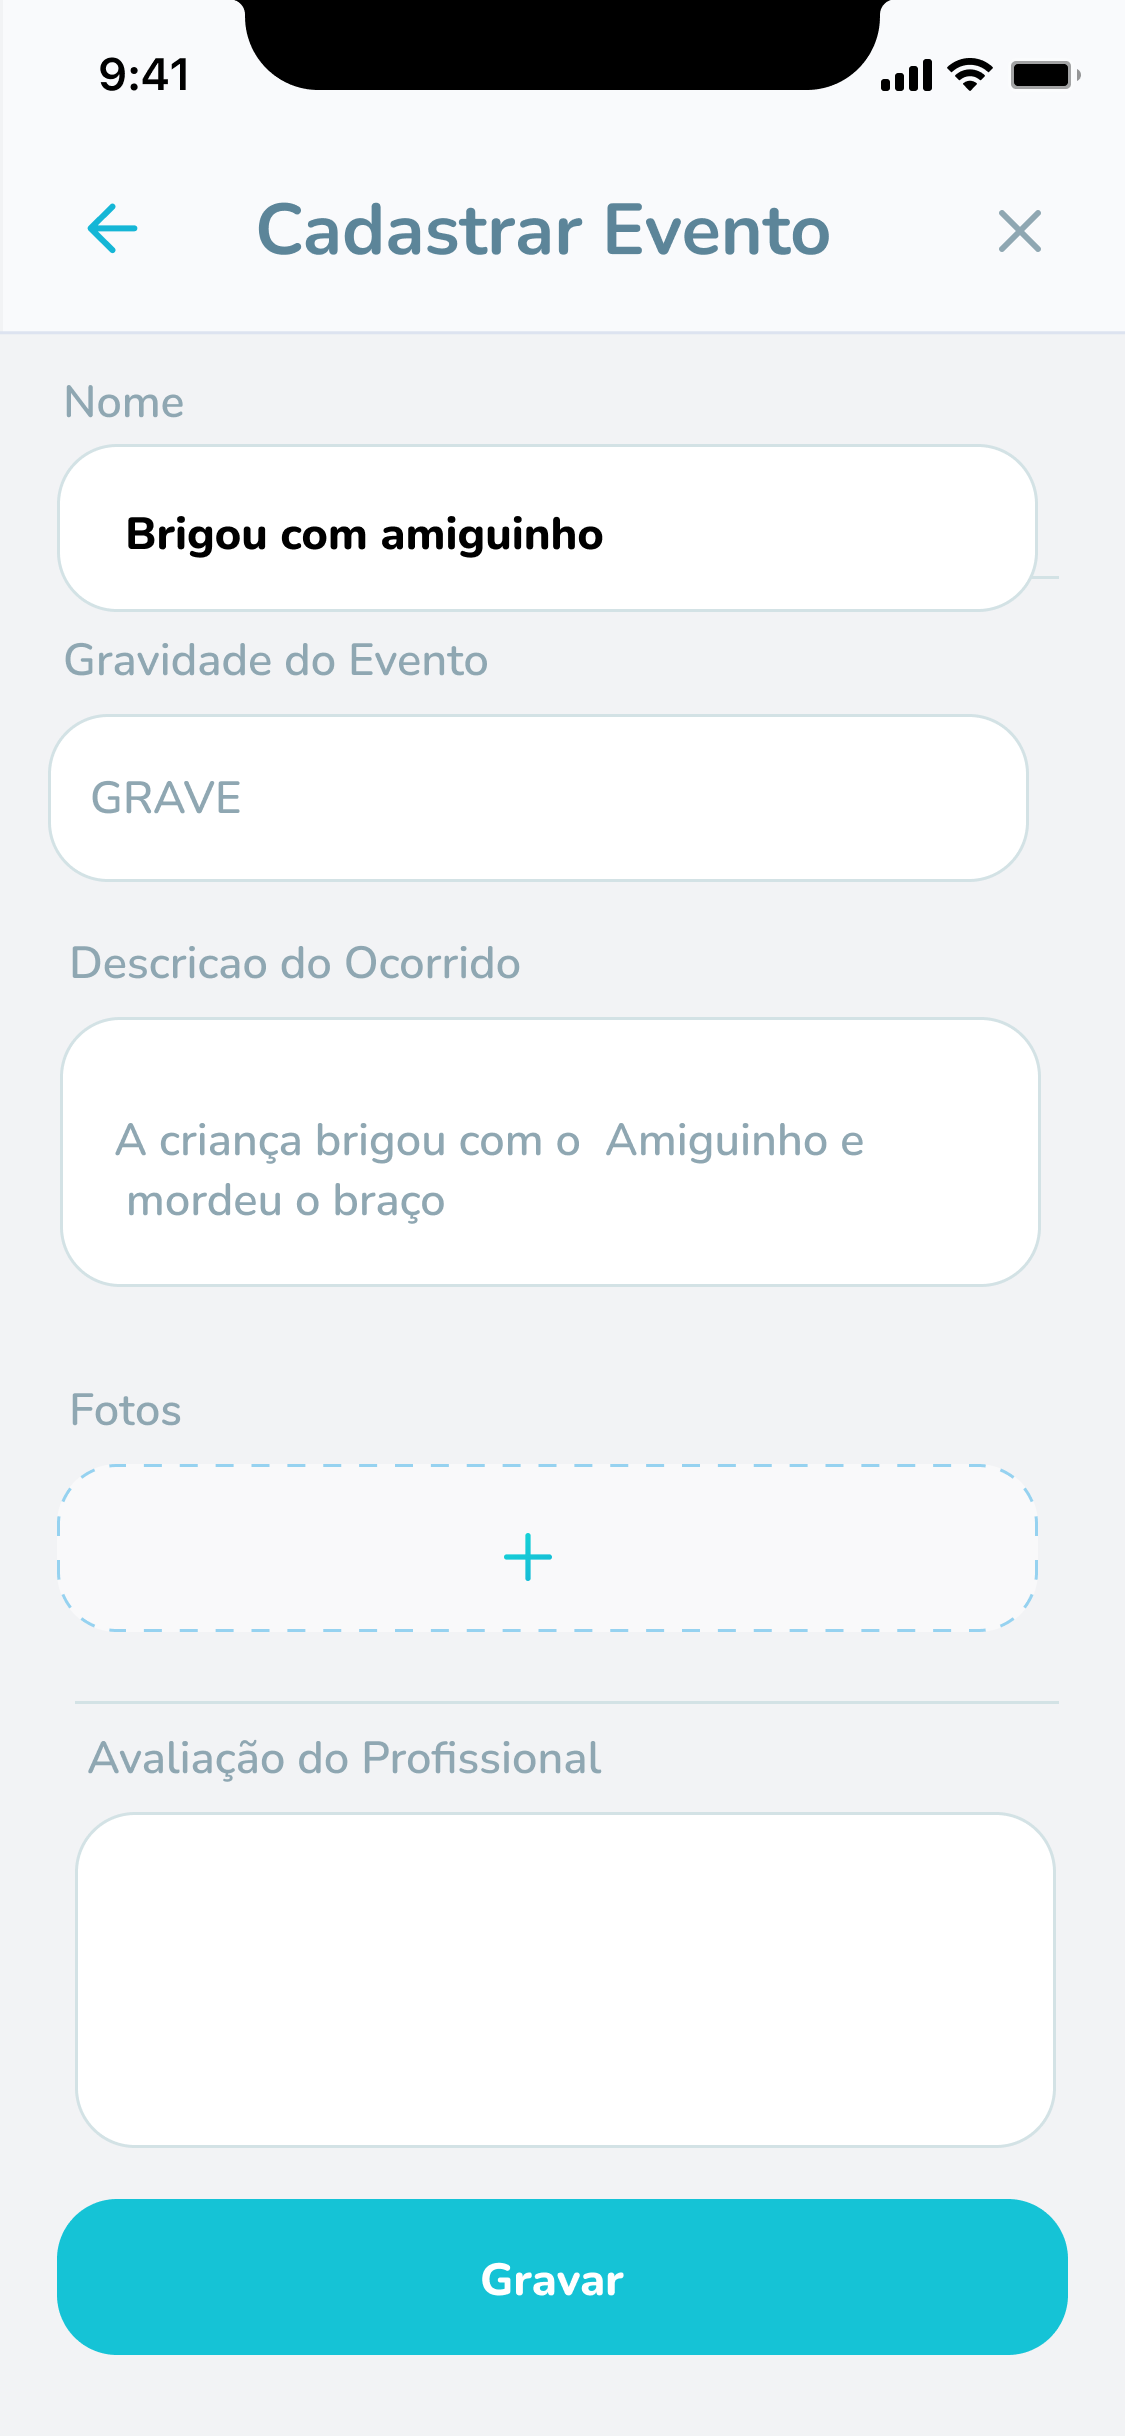 9:41
Cadastrar Evento
Nome
Brigou com amiguinho
Gravidade do Evento
GRAVE
Descricao do Ocorrido
A criança brigou com o  Amiguinho e
mordeu o braço
Fotos
Avaliação do Profissional
Gravar